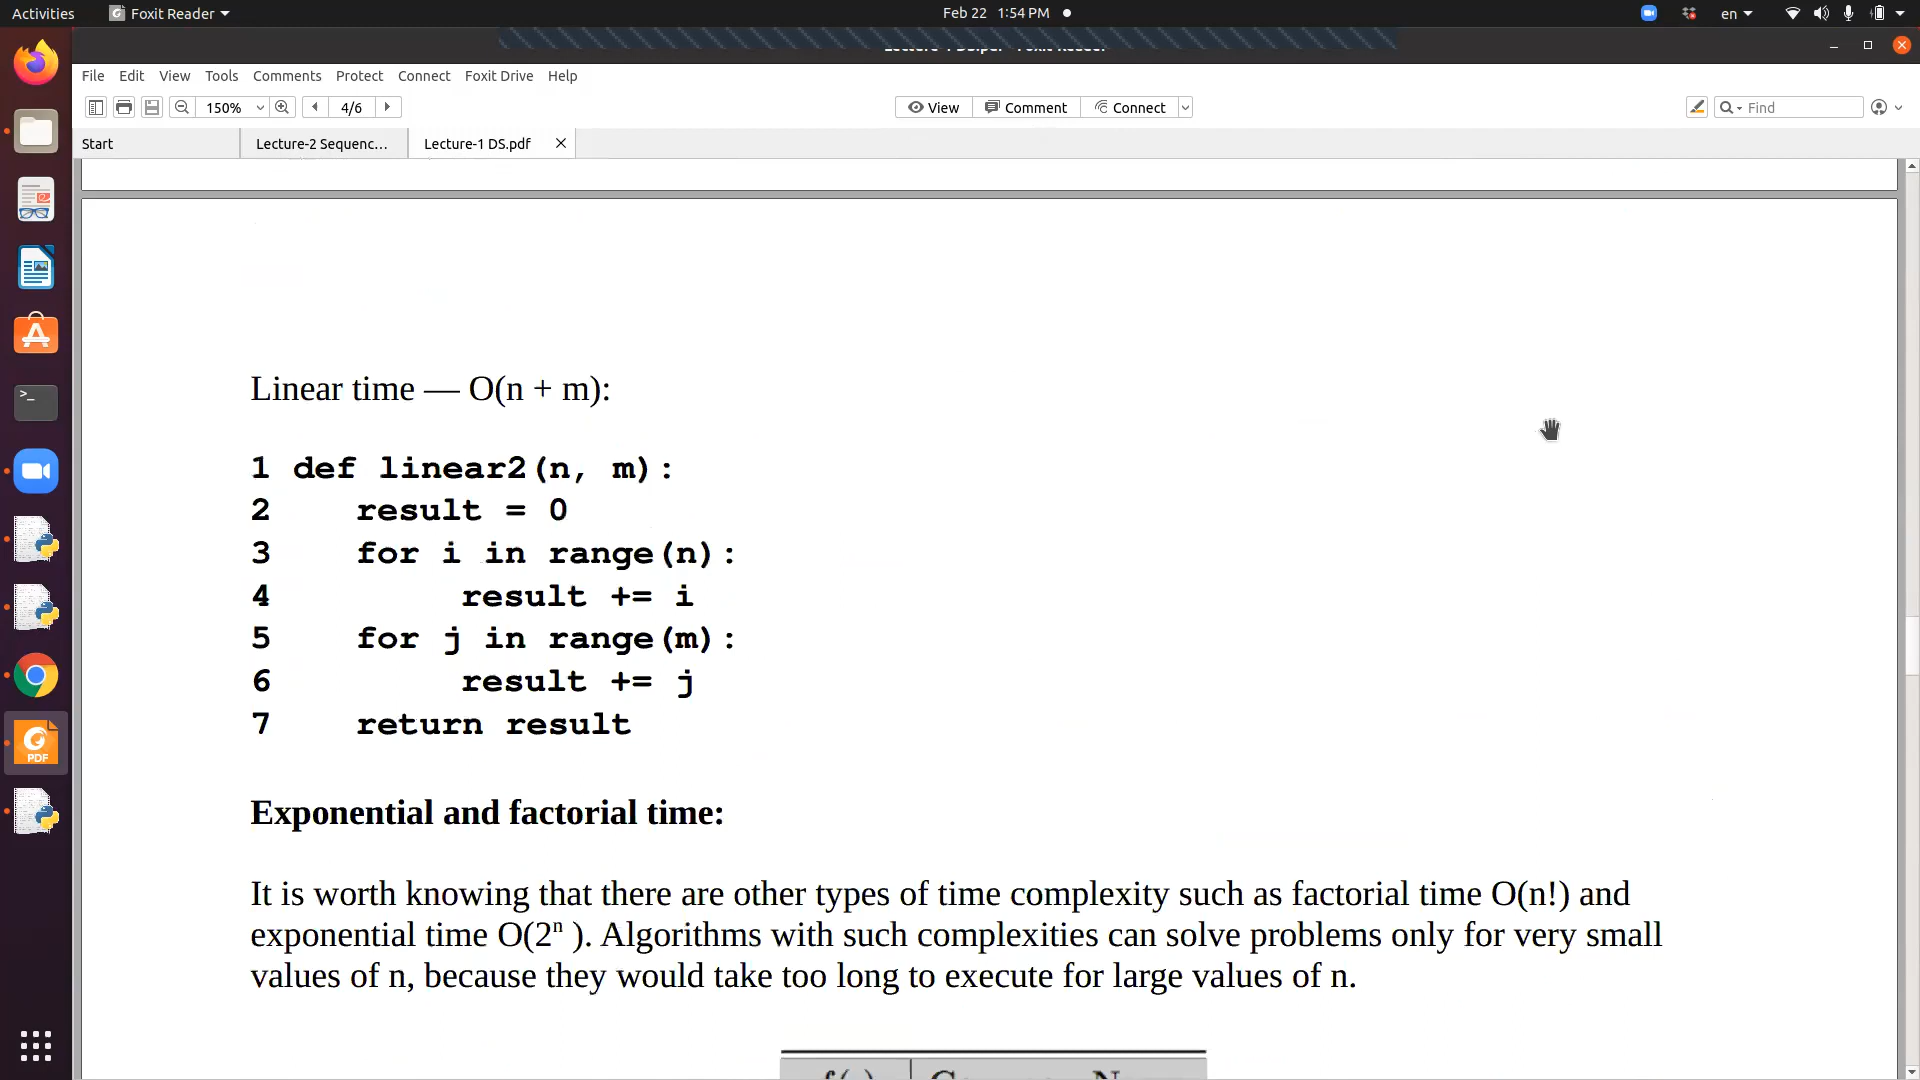 Activities Foxit Reader Feb 22 1:54 PM en
File Edit View Tools Comments Protect Connect Foxit Drive Help
150% 4/6 View Comment Connect Find
Start Lecture-2 Sequenc... Lecture-1 DS.pdf
Linear time — O(n + m):
1 def linear2(n, m):
2 result = 0
3 for i in range(n):
4 result += i
5 for j in range(m):
6 result += j
7 return result
Exponential and factorial time:
It is worth knowing that there are other types of time complexity such as factorial time O(n!) and
exponential time O(2ⁿ ). Algorithms with such complexities can solve problems only for very small
values of n, because they would take too long to execute for large values of n.
PDF